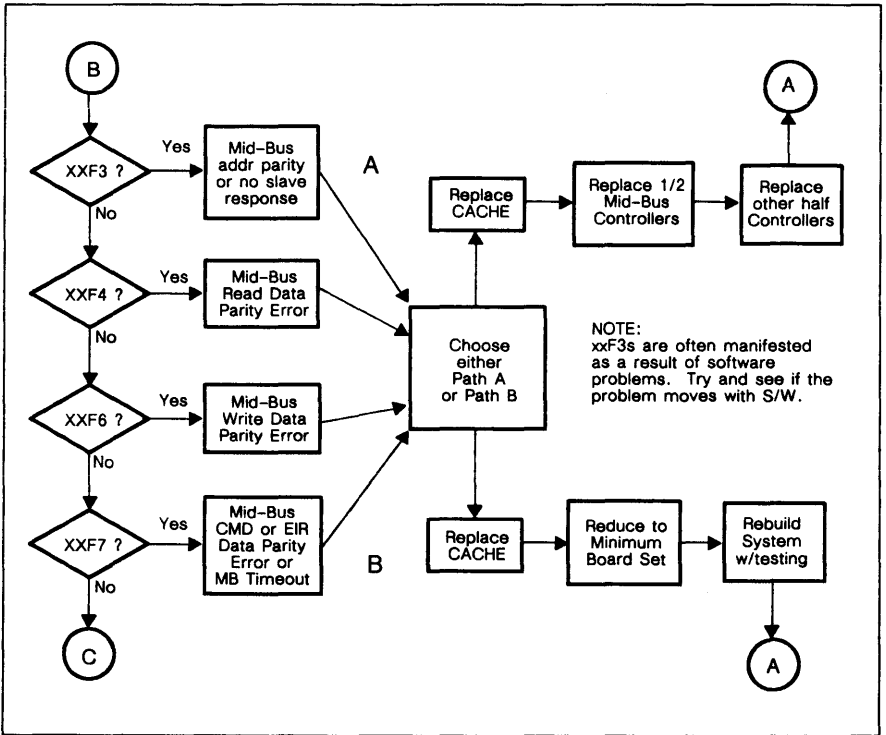 B
XXF3 ?
Yes
No
Mid-Bus
addr parity
or no slave
response
A
XXF4 ?
Yes
No
Mid-Bus
Read Data
Parity Error
XXF6 ?
Yes
No
Mid-Bus
Write Data
Parity Error
XXF7 ?
Yes
No
Mid-Bus
CMD or EIR
Data Parity
Error or
MB Timeout
B
C
Choose
either
Path A
or Path B
Replace
CACHE
Replace 1/2
Mid-Bus
Controllers
Replace
other half
Controllers
A
NOTE:
xxF3s are often manifested
as a result of software
problems.  Try and see if the
problem moves with S/W.
Replace
CACHE
Reduce to
Minimum
Board Set
Rebuild
System
w/testing
A